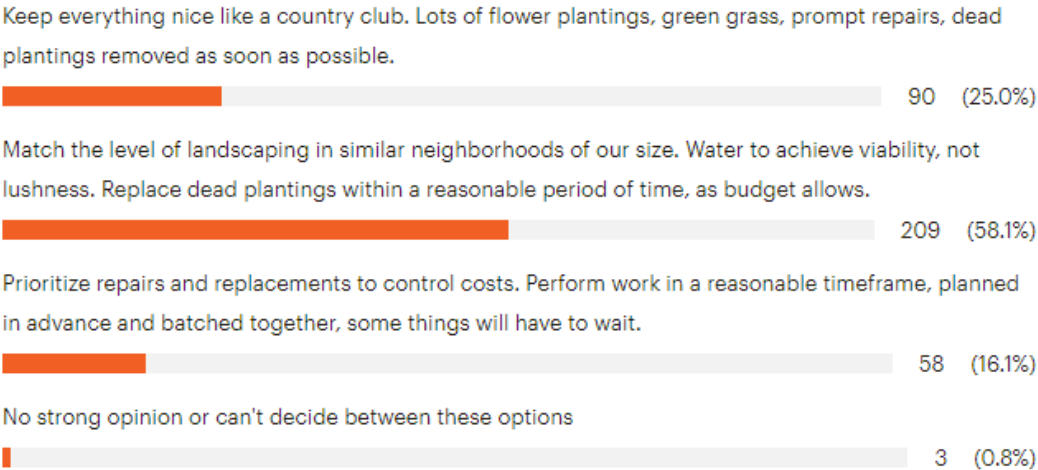 Keep everything nice like a country club. Lots of flower plantings, green grass, prompt repairs, dead
plantings removed as soon as possible.
90 (25.0%)
Match the level of landscaping in similar neighborhoods of our size. Water to achieve viability, not
lushness. Replace dead plantings within a reasonable period of time, as budget allows.
209 (58.1%)
Prioritize repairs and replacements to control costs. Perform work in a reasonable timeframe, planned
in advance and batched together, some things will have to wait.
58 (16.1%)
No strong opinion or can't decide between these options
3 (0.8%)